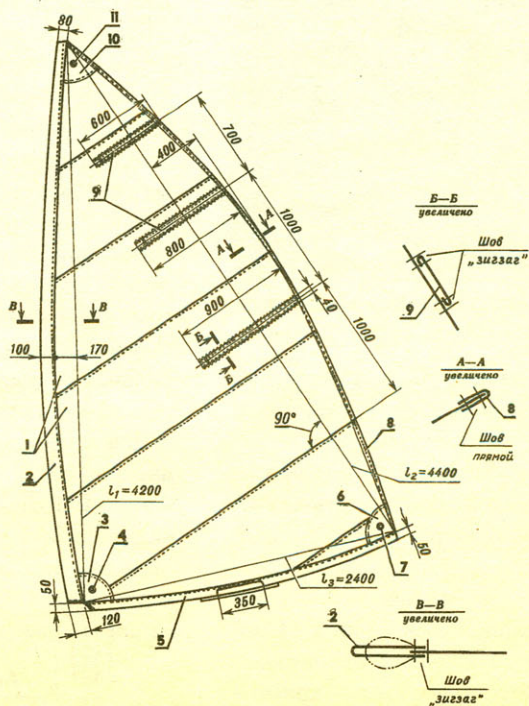 80
11
10
600
400
700
9
800
A
A
1000
900
40
1000
Б
Б
В
В
100
170
90°
8
1
2
l₁=4200
l₂=4400
3
4
6
7
50
l₃=2400
50
120
5
350
Б—Б
увеличено
Шов
„зигзаг"
9
А—А
увеличено
8
Шов
прямой
В—В
увеличено
2
Шов
„зигзаг"